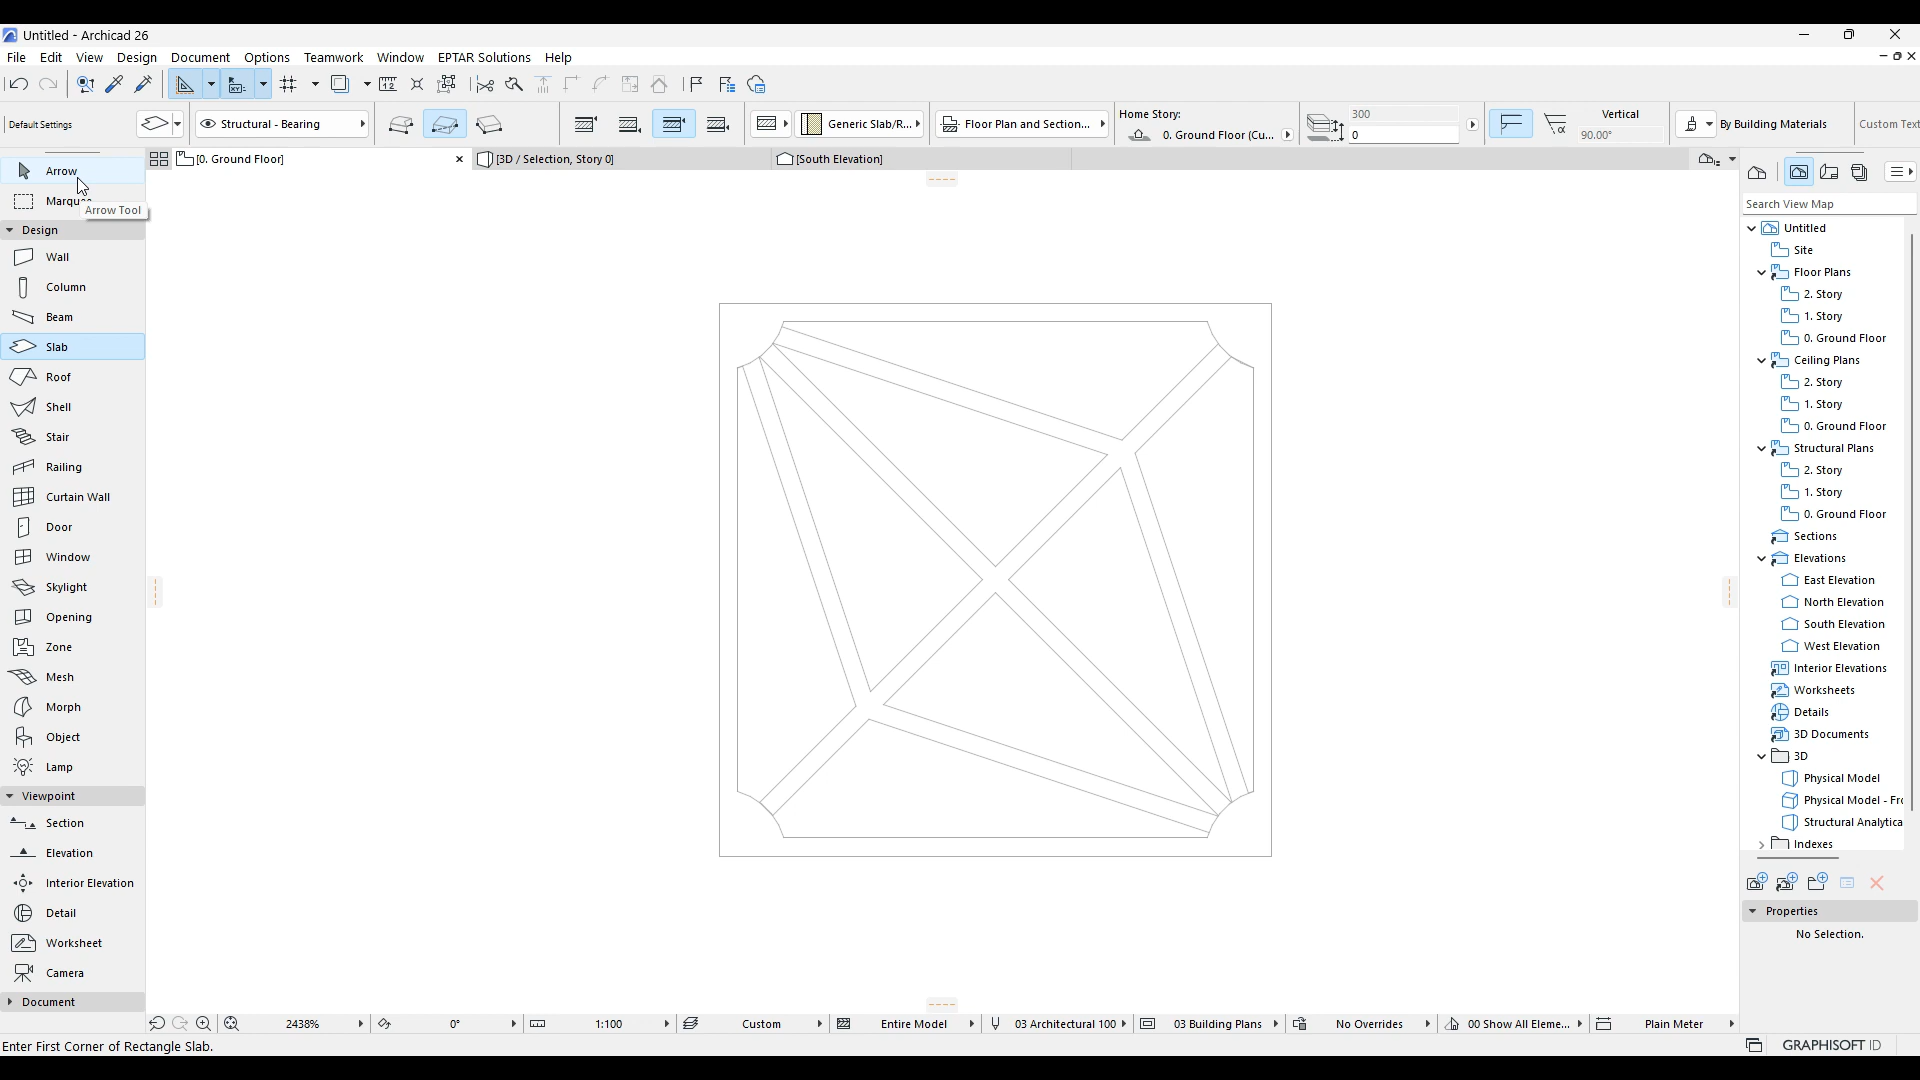 Untitled - Archicad 26
File Edit View Design Document Options Teamwork Window EPTAR Solutions Help
Default Settings
Structural - Bearing
Generic Slab/R...
Floor Plan and Section...
Home Story:
0. Ground Floor (Cu...
300
0
Vertical
90.00°
By Building Materials
Custom Text
[0. Ground Floor]
[3D / Selection, Story 0]
[South Elevation]
Arrow
Marque
Arrow Tool
Design
Wall
Column
Beam
Slab
Roof
Shell
Stair
Railing
Curtain Wall
Door
Window
Skylight
Opening
Zone
Mesh
Morph
Object
Lamp
Viewpoint
Section
Elevation
Interior Elevation
Detail
Worksheet
Camera
Document
Search View Map
Untitled
Site
Floor Plans
2. Story
1. Story
0. Ground Floor
Ceiling Plans
2. Story
1. Story
0. Ground Floor
Structural Plans
2. Story
1. Story
0. Ground Floor
Sections
Elevations
East Elevation
North Elevation
South Elevation
West Elevation
Interior Elevations
Worksheets
Details
3D Documents
3D
Physical Model
Physical Model - Fr
Structural Analytica
Indexes
Properties
No Selection.
2438%
0°
1:100
Custom
Entire Model
03 Architectural 100
03 Building Plans
No Overrides
00 Show All Eleme...
Plain Meter
Enter First Corner of Rectangle Slab.
GRAPHISOFT ID